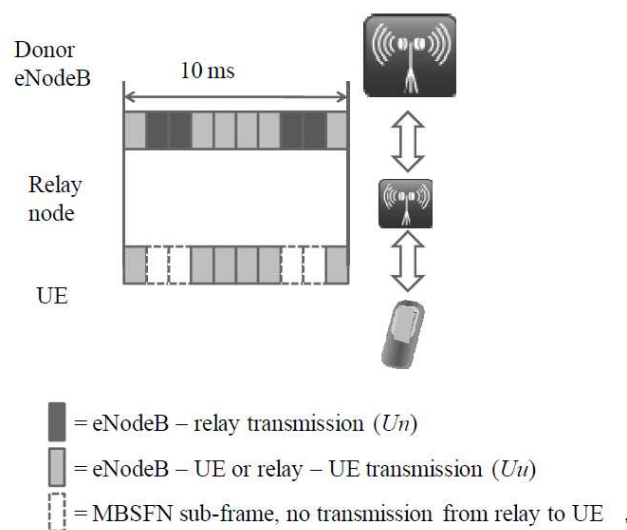 Donor
eNodeB
10 ms
Relay
node
UE
= eNodeB – relay transmission (Un)
= eNodeB – UE or relay – UE transmission (Uu)
= MBSFN sub-frame, no transmission from relay to UE ,